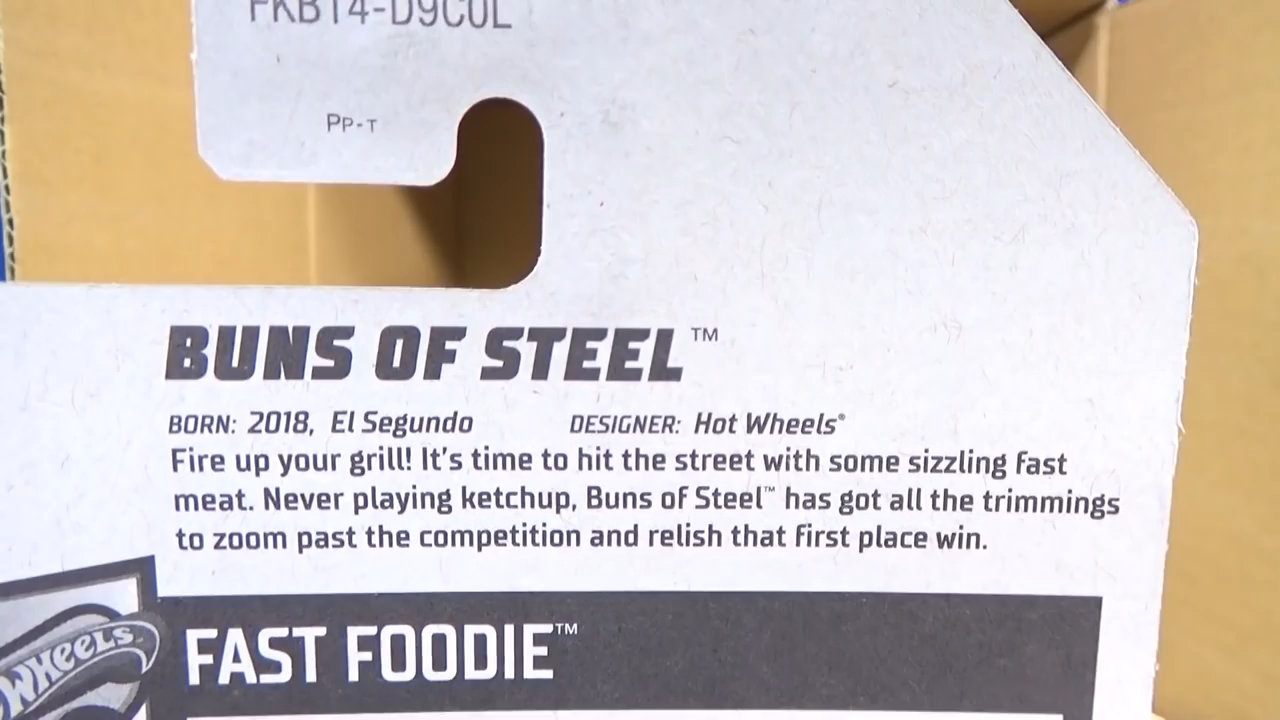 FKB14-D9C0L
PP-T
BUNS OF STEEL™
BORN: 2018, El Segundo DESIGNER: Hot Wheels®
Fire up your grill! It's time to hit the street with some sizzling fast
meat. Never playing ketchup, Buns of Steel™ has got all the trimmings
to zoom past the competition and relish that first place win.
WHEELS™
FAST FOODIE™